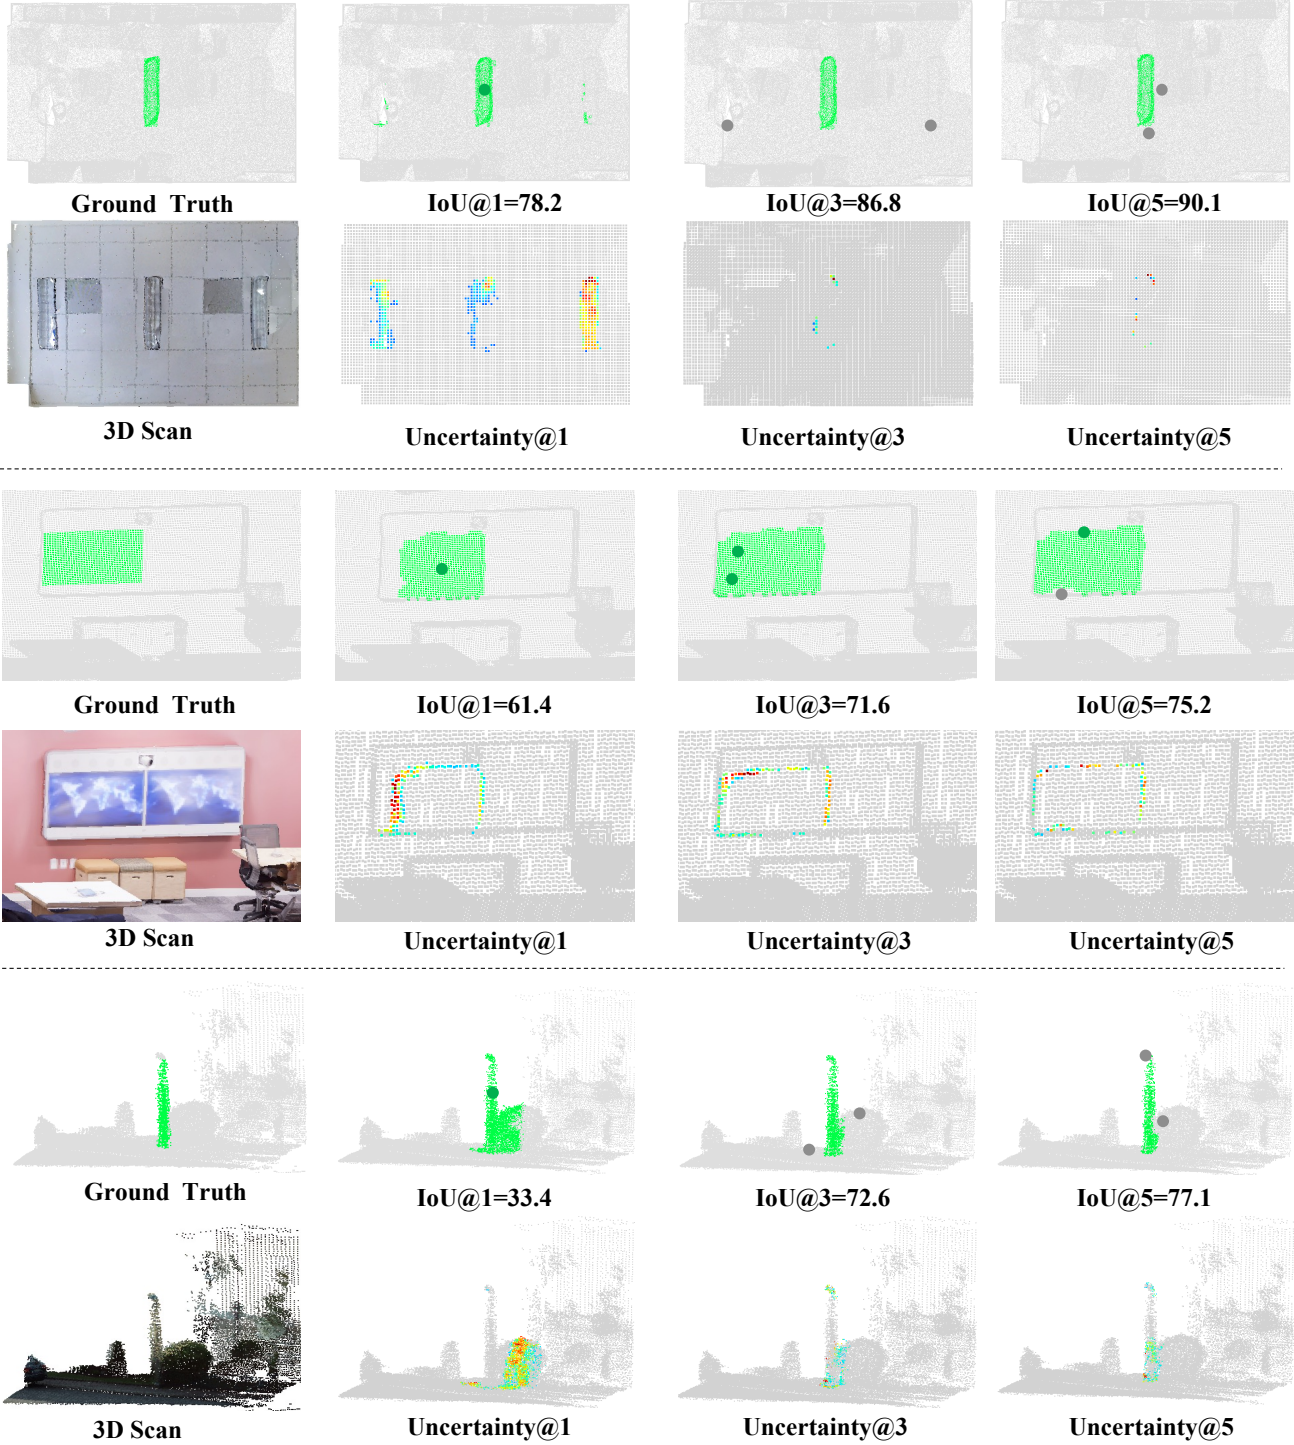 Ground Truth
IoU@1=78.2
IoU@3=86.8
IoU@5=90.1
3D Scan
Uncertainty@1
Uncertainty@3
Uncertainty@5
Ground Truth
IoU@1=61.4
IoU@3=71.6
IoU@5=75.2
3D Scan
Uncertainty@1
Uncertainty@3
Uncertainty@5
Ground Truth
IoU@1=33.4
IoU@3=72.6
IoU@5=77.1
3D Scan
Uncertainty@1
Uncertainty@3
Uncertainty@5